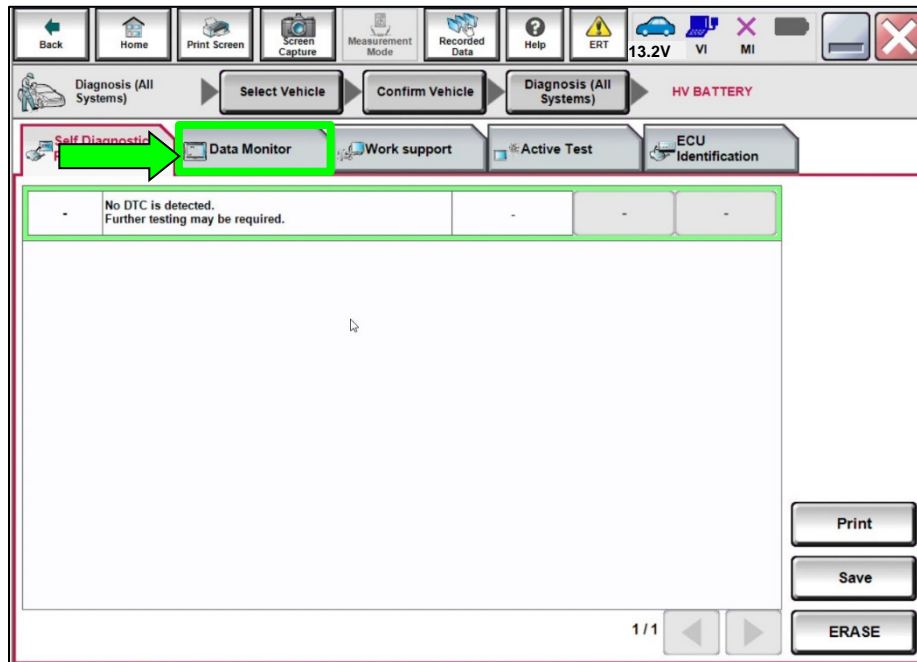 Back
Home
Print Screen
Screen
Capture
Measurement
Mode
Recorded
Data
Help
ERT
13.2V
VI
MI
Diagnosis (All
Systems)
Select Vehicle
Confirm Vehicle
Diagnosis (All
Systems)
HV BATTERY
Self Diagnostic
Data Monitor
Work support
Active Test
ECU
Identification
-
No DTC is detected.
Further testing may be required.
-
-
-
Print
Save
1/1
ERASE